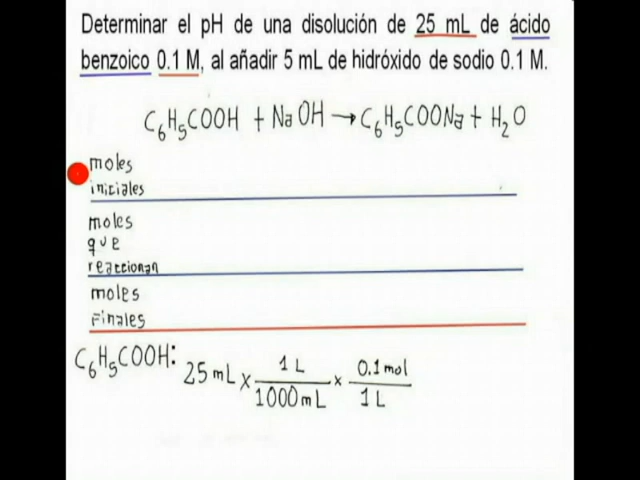 Determinar el pH de una disolución de 25 mL de ácido
benzoico 0.1 M, al añadir 5 mL de hidróxido de sodio 0.1 M.
C₆H₅COOH + NaOH → C₆H₅COONa + H₂O
moles
iniciales
moles
que
reaccionan
moles
Finales
C₆H₅COOH: 25 mL x 1 L / 1000 mL x 0.1 mol / 1 L